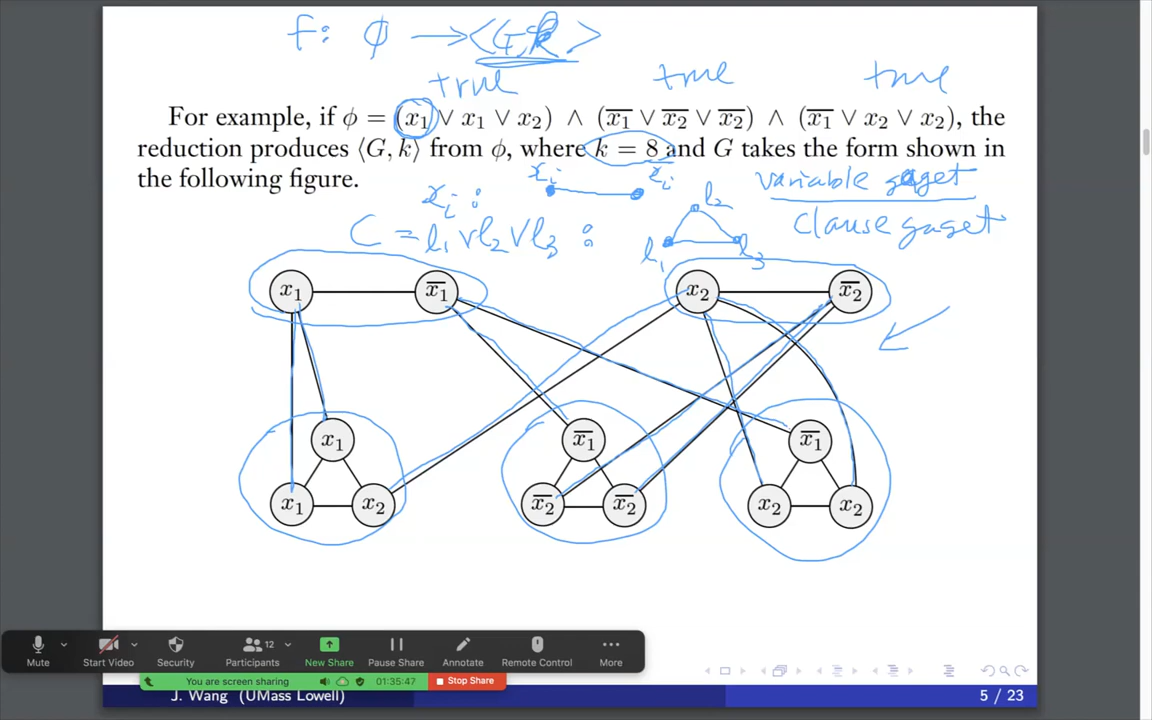 f: ϕ → <G,k>
true true true
For example, if ϕ = (x₁ ∨ x₁ ∨ x₂) ∧ (x̅₁ ∨ x̅₂ ∨ x̅₂) ∧ (x̅₁ ∨ x₂ ∨ x₂), the
reduction produces ⟨G, k⟩ from ϕ, where k = 8 and G takes the form shown in
the following figure.
xᵢ : xᵢ x̅ᵢ variable gaget
C = l₁ ∨ l₂ ∨ l₃ : l₁ l₂ l₃ clause gaget
x₁ x̅₁ x₂ x̅₂
x₁ x̅₁ x̅₁
x₁ x₂ x̅₂ x̅₂ x₂ x₂
12
Mute Start Video Security Participants New Share Pause Share Annotate Remote Control More
You are screen sharing 01:35:47 Stop Share
J. Wang (UMass Lowell) 5 / 23